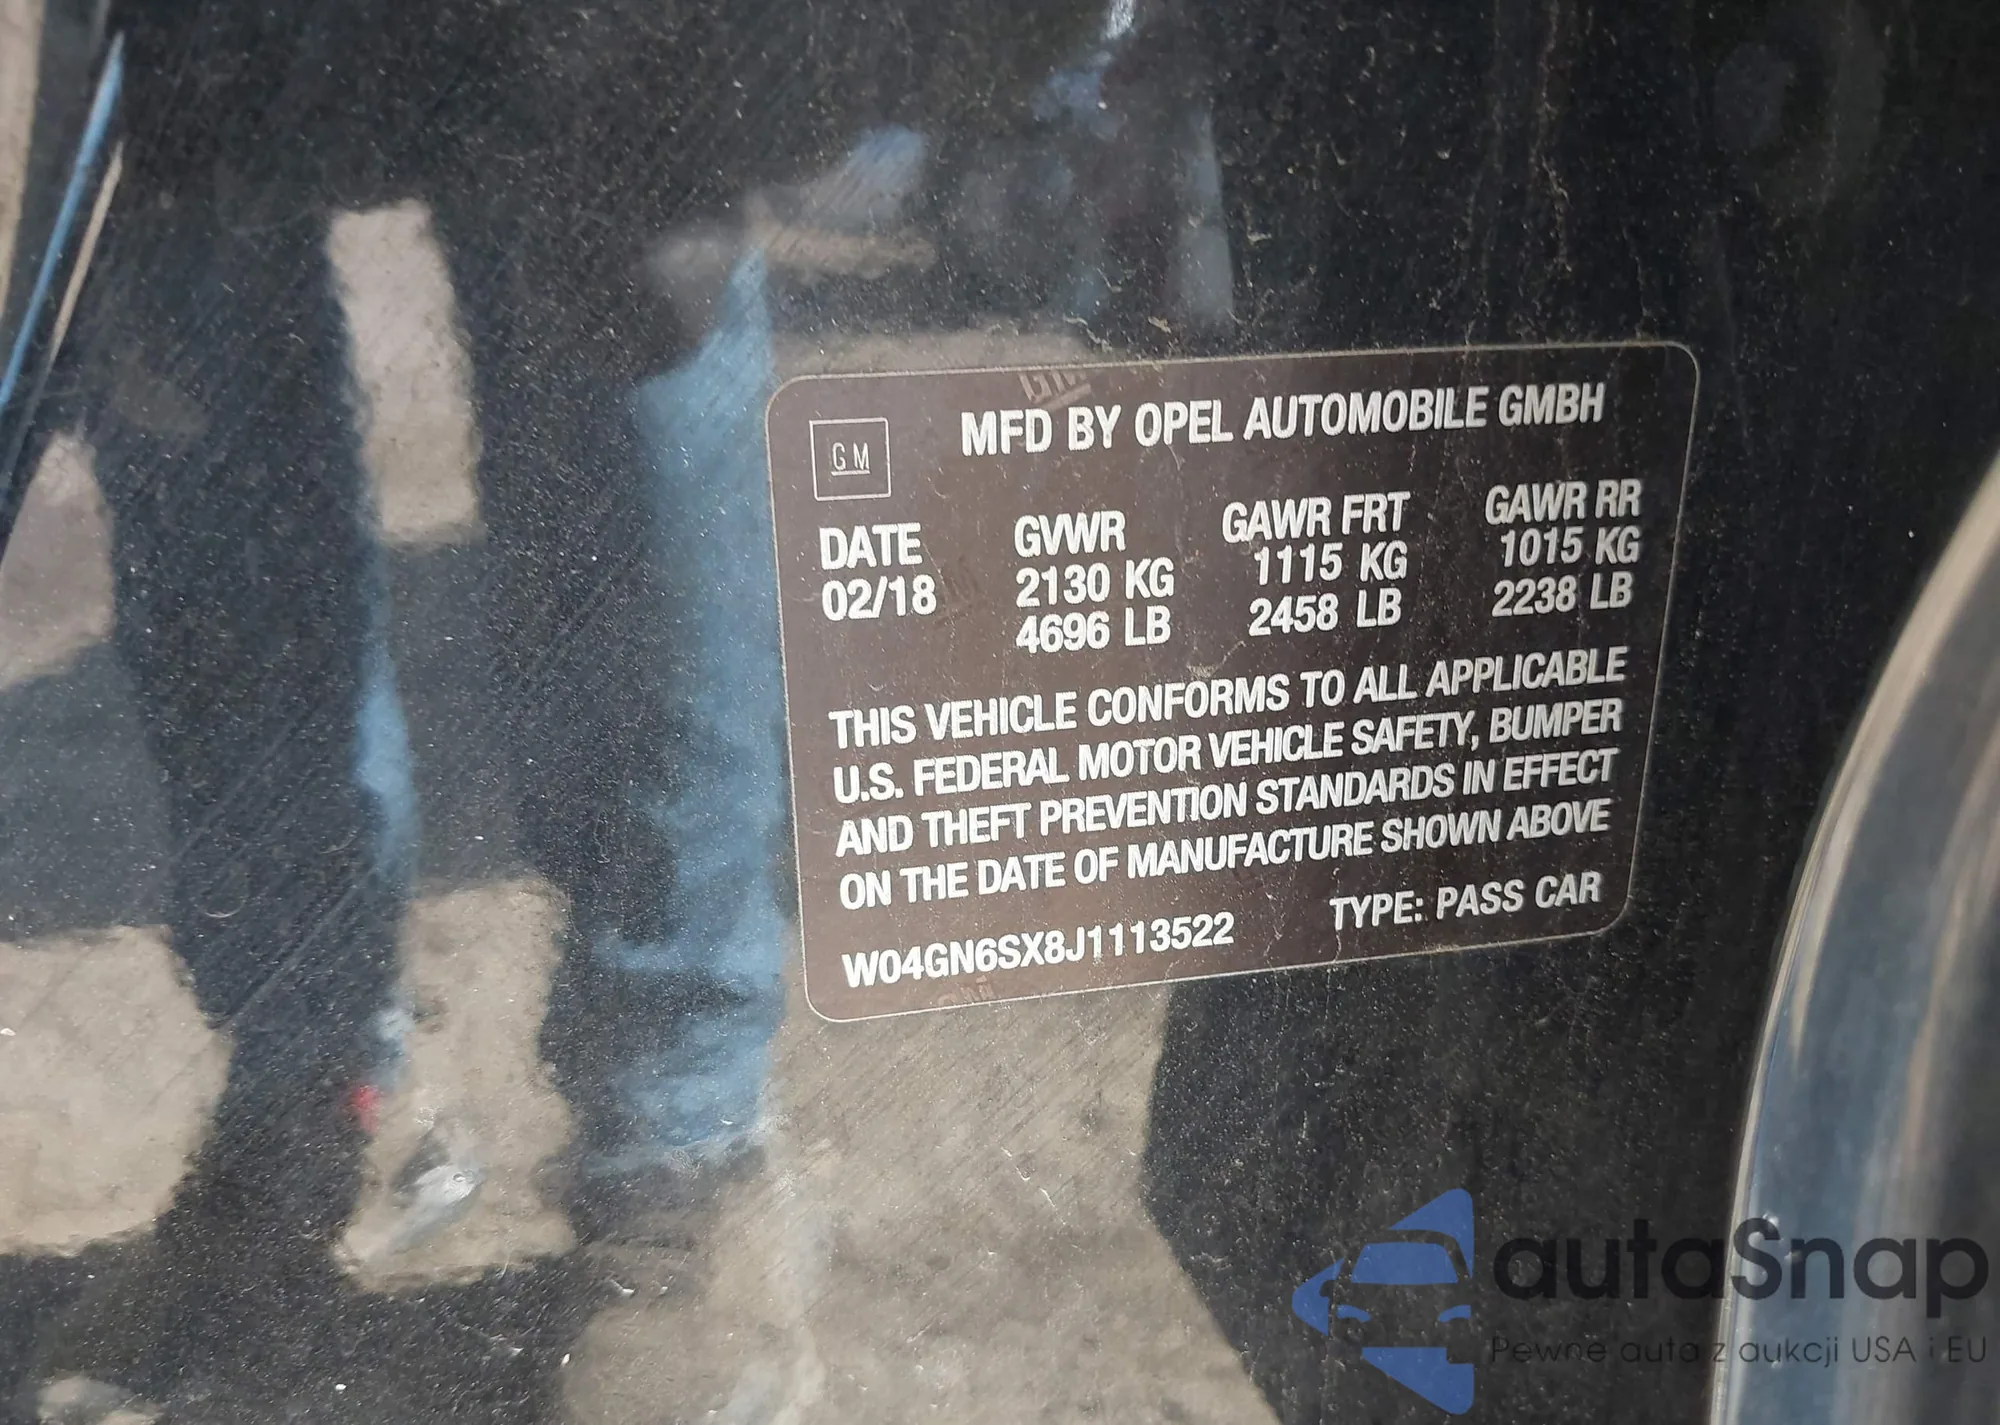 GM
MFD BY OPEL AUTOMOBILE GMBH
DATE GVWR GAWR FRT GAWR RR
02/18 2130 KG 1115 KG 1015 KG
4696 LB 2458 LB 2238 LB
THIS VEHICLE CONFORMS TO ALL APPLICABLE
U.S. FEDERAL MOTOR VEHICLE SAFETY, BUMPER
AND THEFT PREVENTION STANDARDS IN EFFECT
ON THE DATE OF MANUFACTURE SHOWN ABOVE
W04GN6SX8J1113522 TYPE: PASS CAR
autaSnap
Pewne auta z aukcji USA i EU